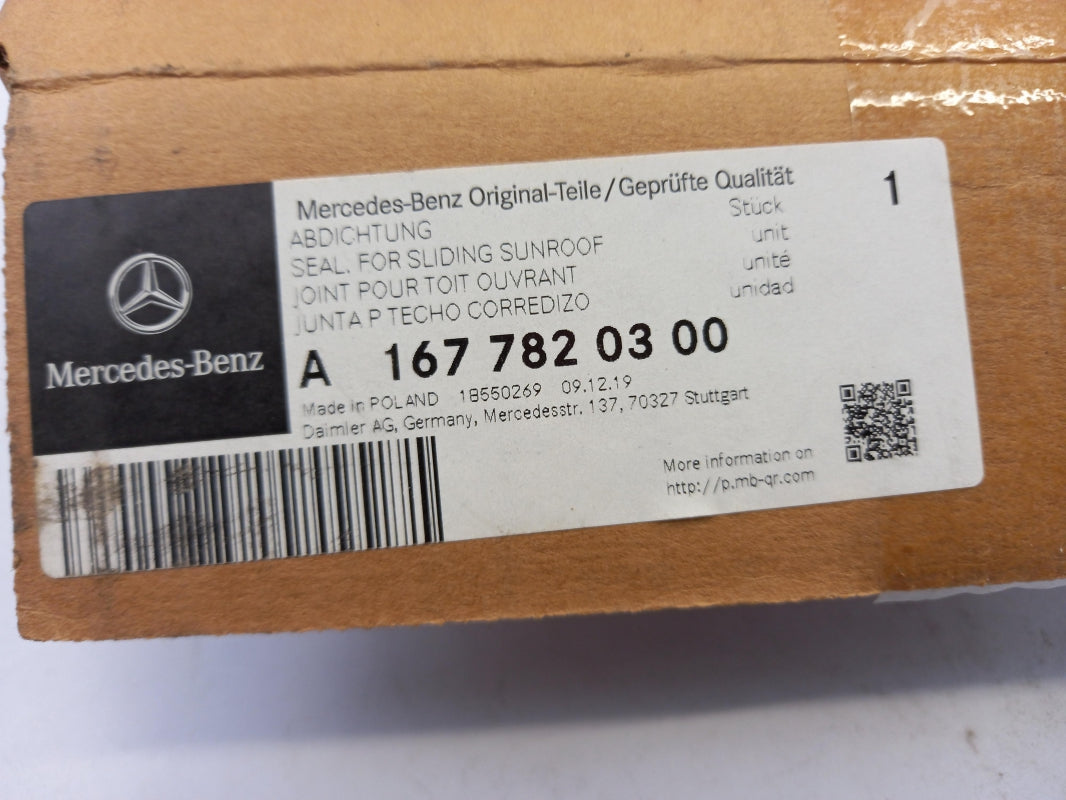 Mercedes-Benz
Mercedes-Benz Original-Teile/Geprüfte Qualität 1
ABDICHTUNG Stück
SEAL. FOR SLIDING SUNROOF unit
JOINT POUR TOIT OUVRANT unité
JUNTA P TECHO CORREDIZO unidad
A 167 782 03 00
Made in POLAND 18550269 09.12.19
Daimler AG, Germany, Mercedesstr. 137, 70327 Stuttgart
More information on
http://p.mb-qr.com